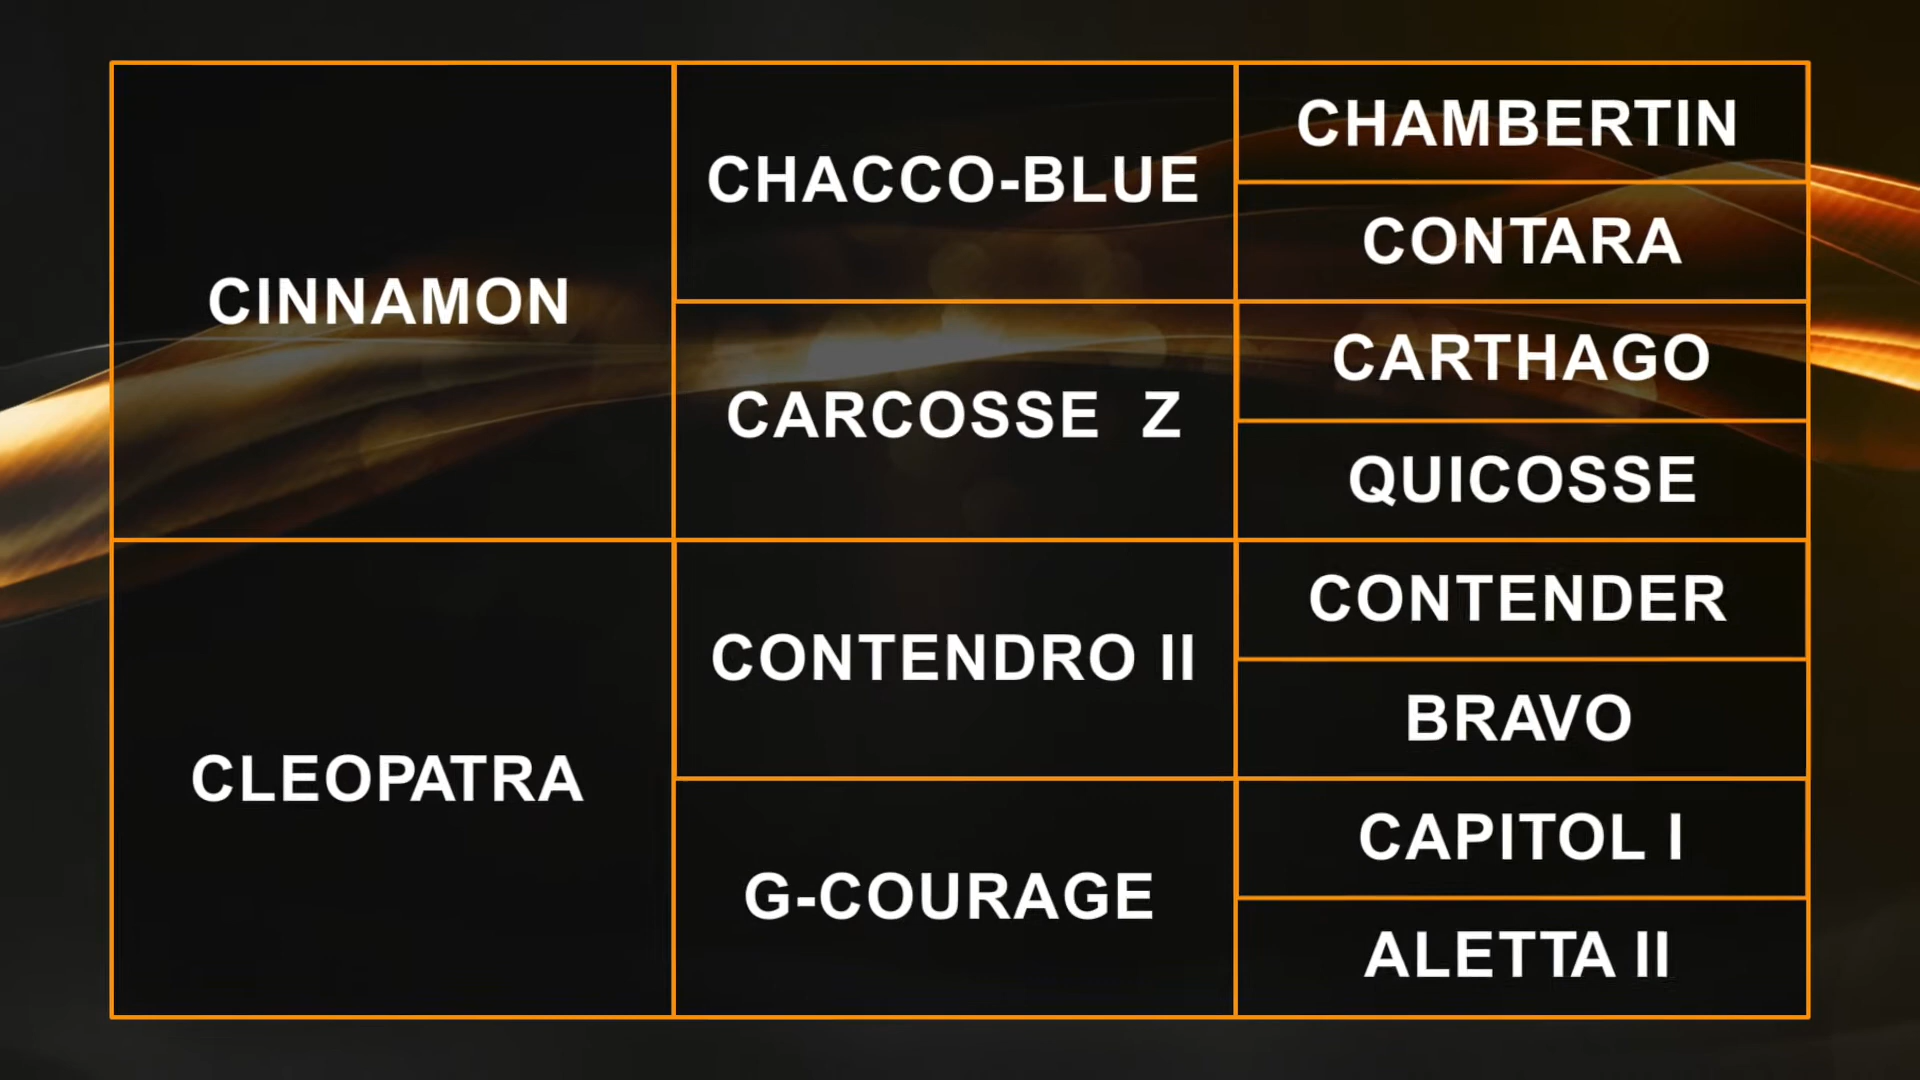 CINNAMON
CHACCO-BLUE
CHAMBERTIN
CONTARA
CARCOSSE Z
CARTHAGO
QUICOSSE
CLEOPATRA
CONTENDRO II
CONTENDER
BRAVO
G-COURAGE
CAPITOL I
ALETTA II